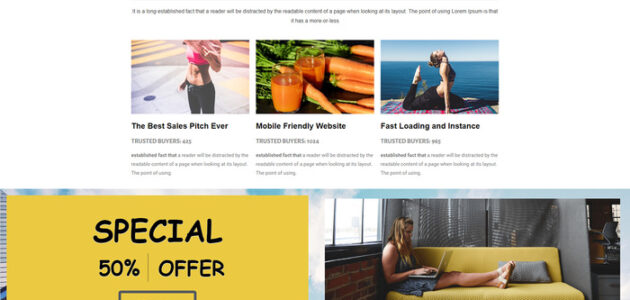 It is a long-established fact that a reader will be distracted by the readable content of a page when looking at its layout. The point of using Lorem Ipsum-is that
it has a more-or-less
The Best Sales Pitch Ever
TRUSTED BUYERS: 425
established fact that a reader will be distracted by the
readable content of a page when looking at its layout.
The point of using.
Mobile Friendly Website
TRUSTED BUYERS: 1024
established fact that a reader will be distracted by the
readable content of a page when looking at its layout.
The point of using.
Fast Loading and Instance
TRUSTED BUYERS: 965
established fact that a reader will be distracted by the
readable content of a page when looking at its layout.
The point of using.
SPECIAL
50% OFFER